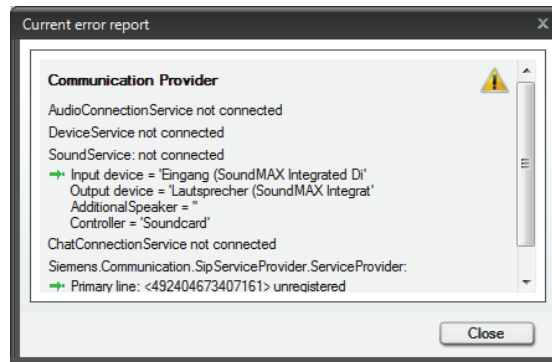 Current error report
x
Communication Provider
AudioConnectionService not connected
DeviceService not connected
SoundService: not connected
Input device = 'Eingang (SoundMAX Integrated Di'
Output device = 'Lautsprecher (SoundMAX Integrat'
AdditionalSpeaker = ''
Controller = 'Soundcard'
ChatConnectionService not connected
Siemens.Communication.SipServiceProvider.ServiceProvider:
Primary line: <492404673407161> unregistered
Close